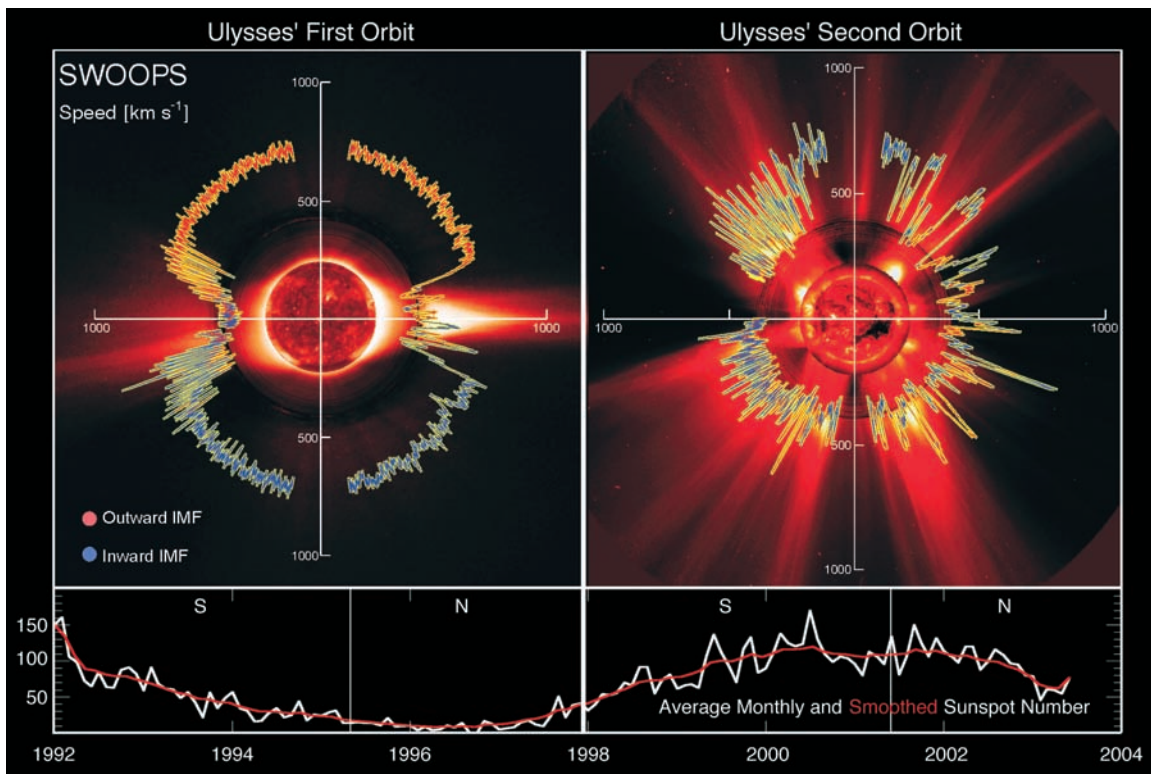 Ulysses' First Orbit
Ulysses' Second Orbit
SWOOPS
Speed [km s⁻¹]
1000
500
1000
1000
500
1000
Outward IMF
Inward IMF
1000
500
1000
1000
500
1000
S
N
S
N
150
100
50
Average Monthly and Smoothed Sunspot Number
1992
1994
1996
1998
2000
2002
2004